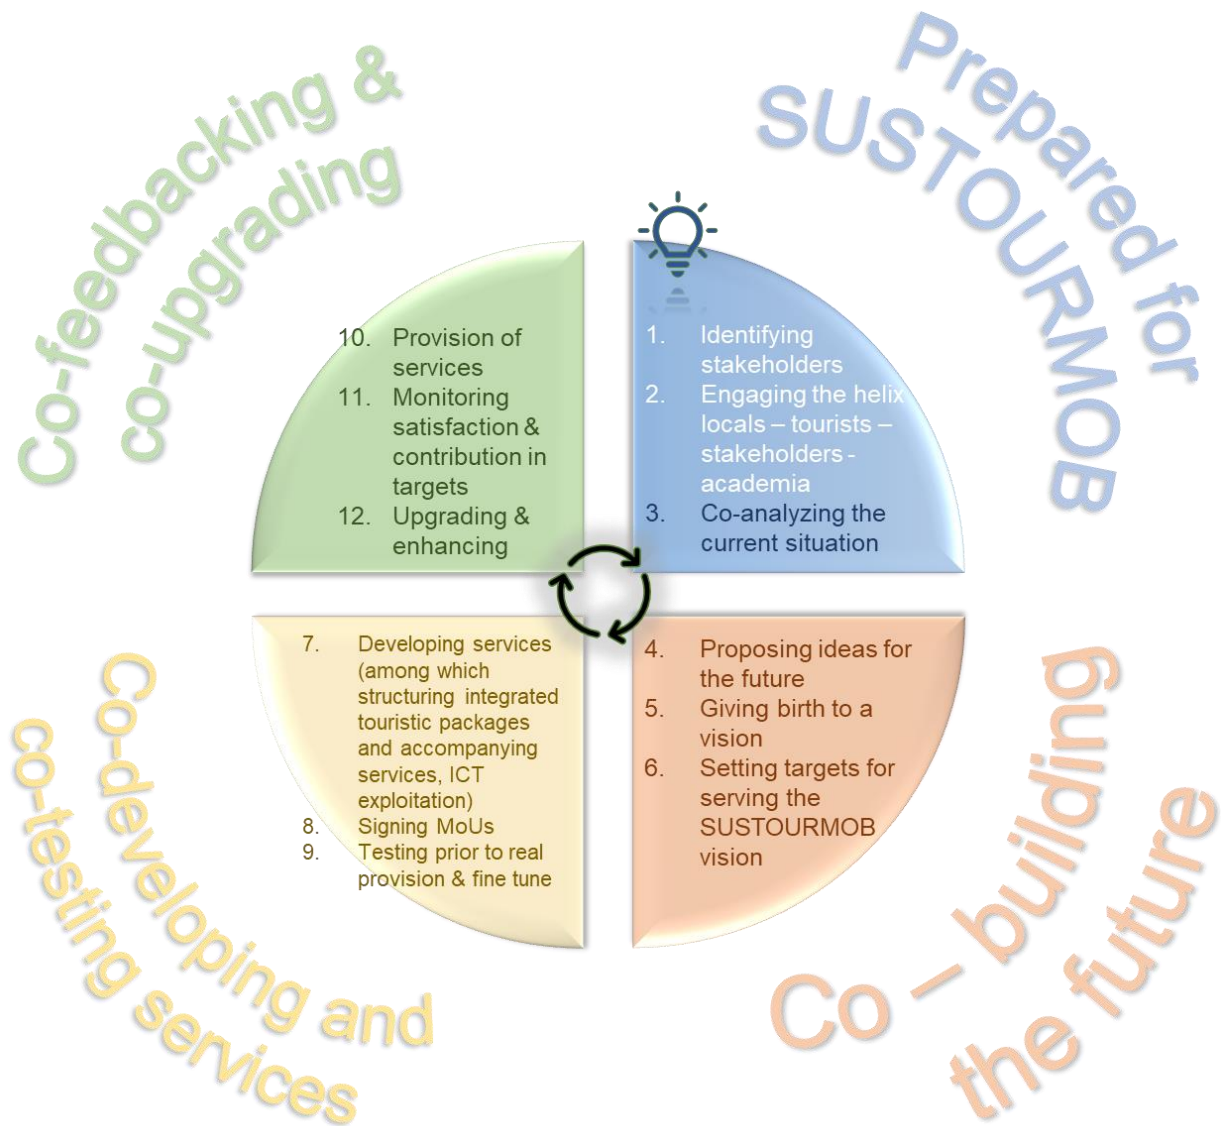 Prepared for
SUSTOURMOB
1. Identifying
stakeholders
2. Engaging the helix
locals – tourists –
stakeholders -
academia
3. Co-analyzing the
current situation
Co – building
the future
4. Proposing ideas for
the future
5. Giving birth to a
vision
6. Setting targets for
serving the
SUSTOURMOB
vision
Co-developing and
co-testing services
7. Developing services
(among which
structuring integrated
touristic packages
and accompanying
services, ICT
exploitation)
8. Signing MoUs
9. Testing prior to real
provision & fine tune
Co-feedbacking &
co-upgrading
10. Provision of
services
11. Monitoring
satisfaction &
contribution in
targets
12. Upgrading &
enhancing